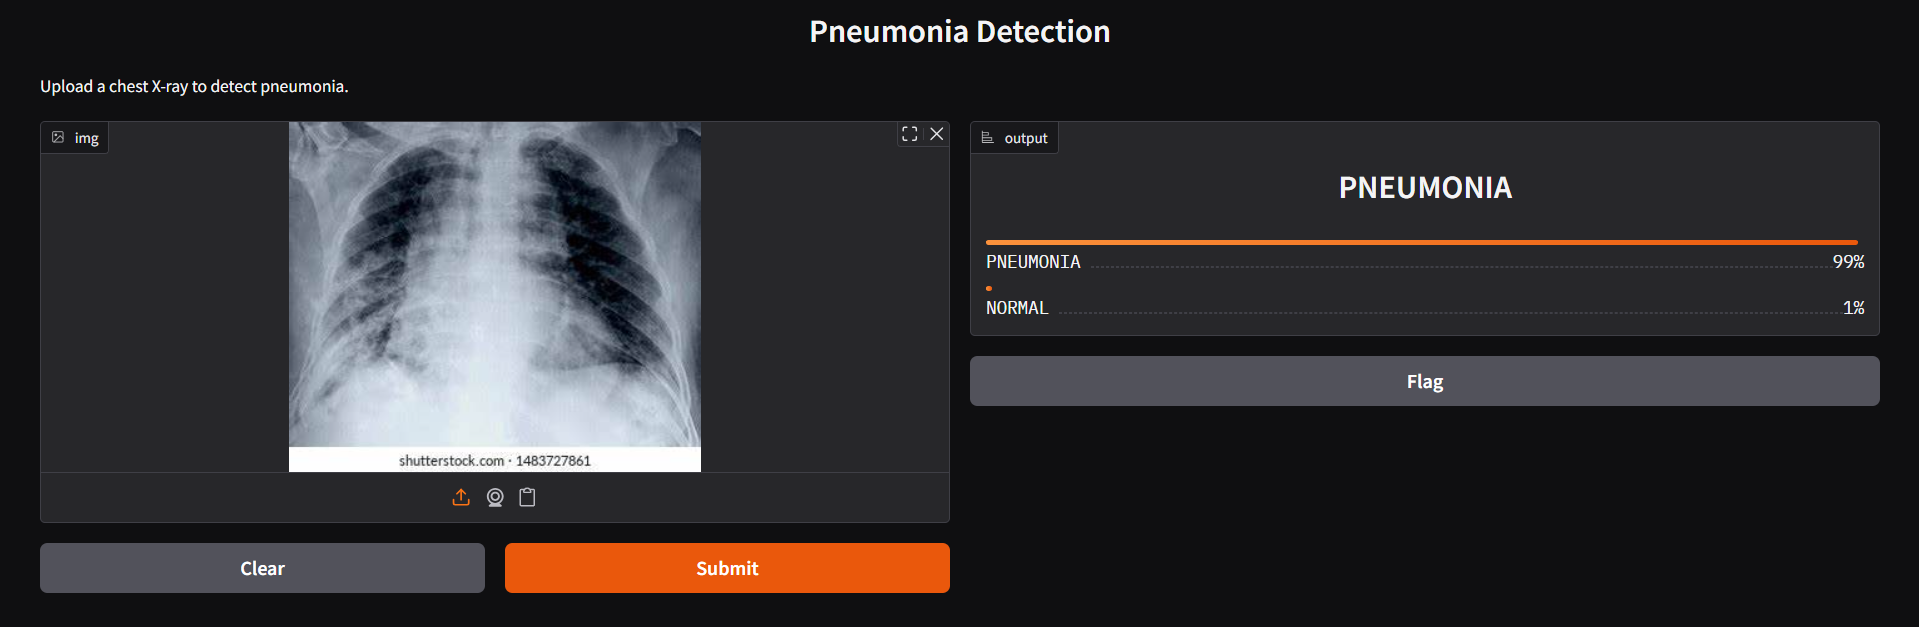 Pneumonia Detection
Upload a chest X-ray to detect pneumonia.
img
shutterstock.com · 1483727861
Clear
Submit
output
PNEUMONIA
PNEUMONIA 99%
NORMAL 1%
Flag